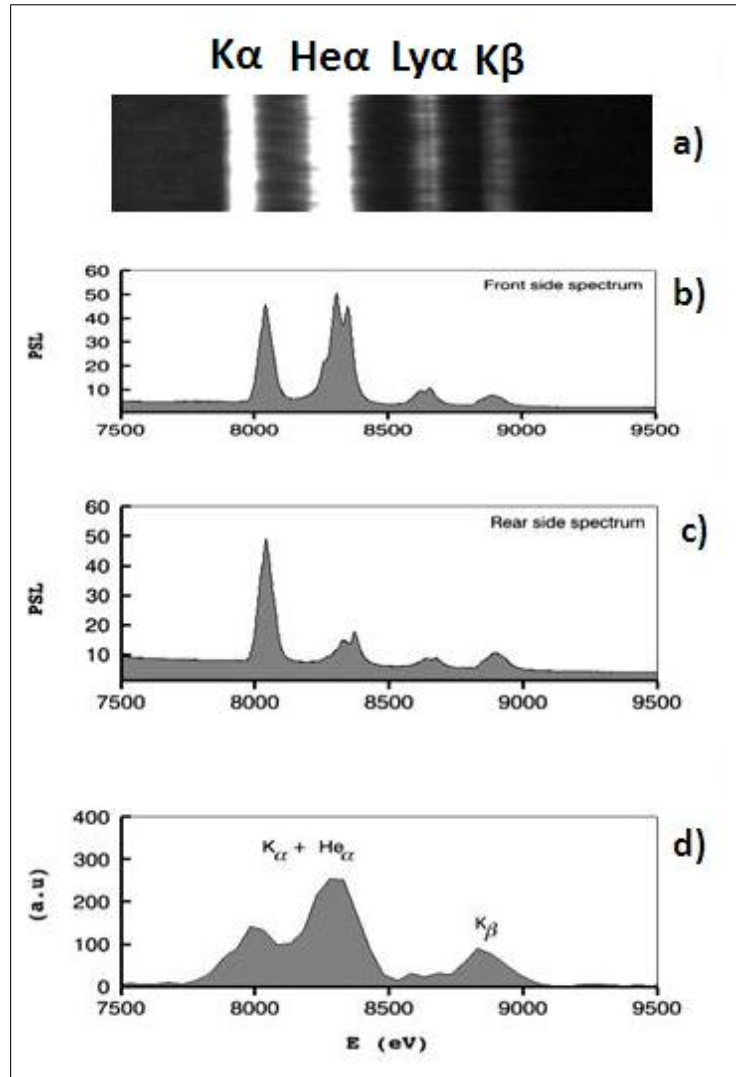 Kα Heα Lyα Kβ
a)
60
50
40
30
20
10
PSL
Front side spectrum
b)
7500 8000 8500 9000 9500
60
50
40
30
20
10
PSL
Rear side spectrum
c)
7500 8000 8500 9000 9500
400
300
200
100
0
(a.u)
Kα + Heα
Kβ
d)
7500 8000 8500 9000 9500
E (eV)